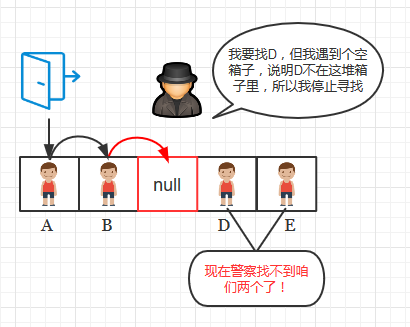 我要找D，但我遇到个空
箱子，说明D不在这堆箱
子里，所以我停止寻找
null
A B D E
现在警察找不到咱
们两个了！